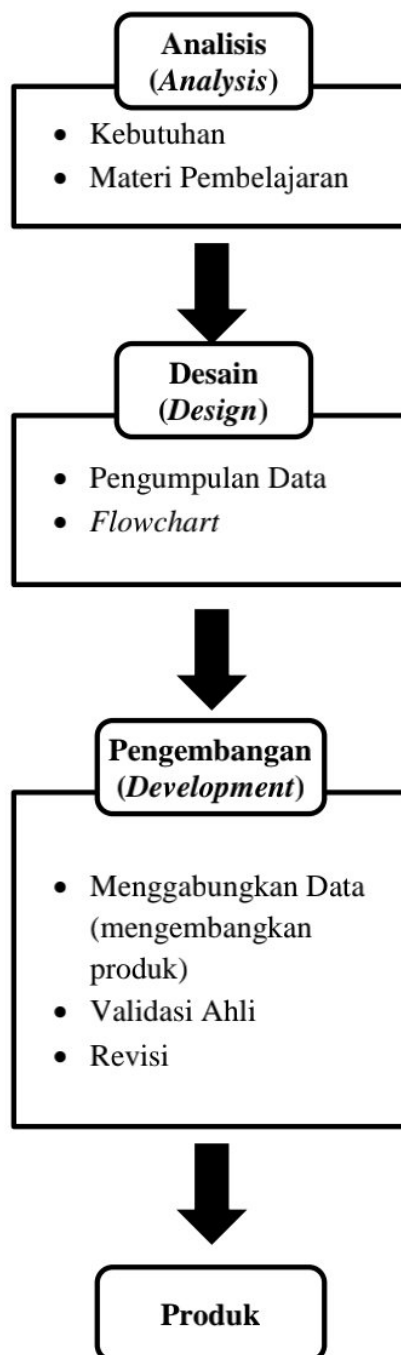 Analisis
(Analysis)
• Kebutuhan
• Materi Pembelajaran
Desain
(Design)
• Pengumpulan Data
• Flowchart
Pengembangan
(Development)
• Menggabungkan Data
(mengembangkan
produk)
• Validasi Ahli
• Revisi
Produk